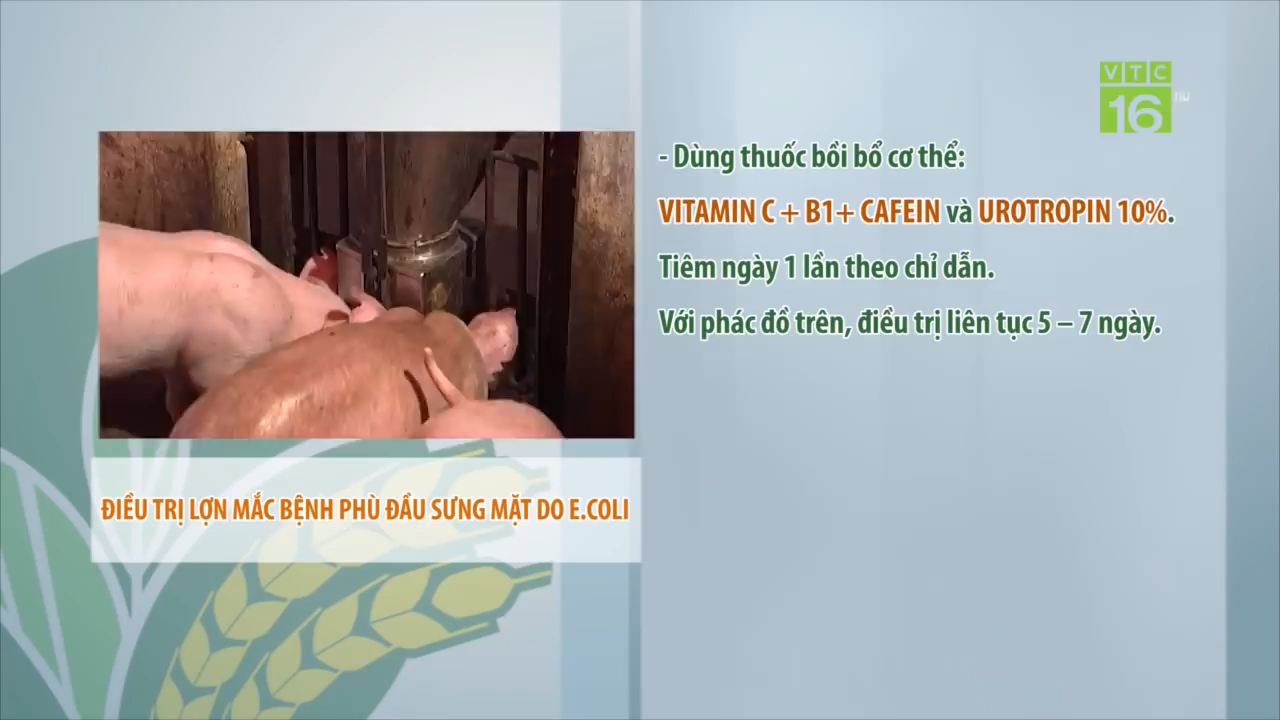 VTC
16
- Dùng thuốc bồi bổ cơ thể:
VITAMIN C + B1+ CAFEIN và UROTROPIN 10%.
Tiêm ngày 1 lần theo chỉ dẫn.
Với phác đồ trên, điều trị liên tục 5 – 7 ngày.
ĐIỀU TRỊ LỢN MẮC BỆNH PHÙ ĐẦU SƯNG MẶT DO E.COLI